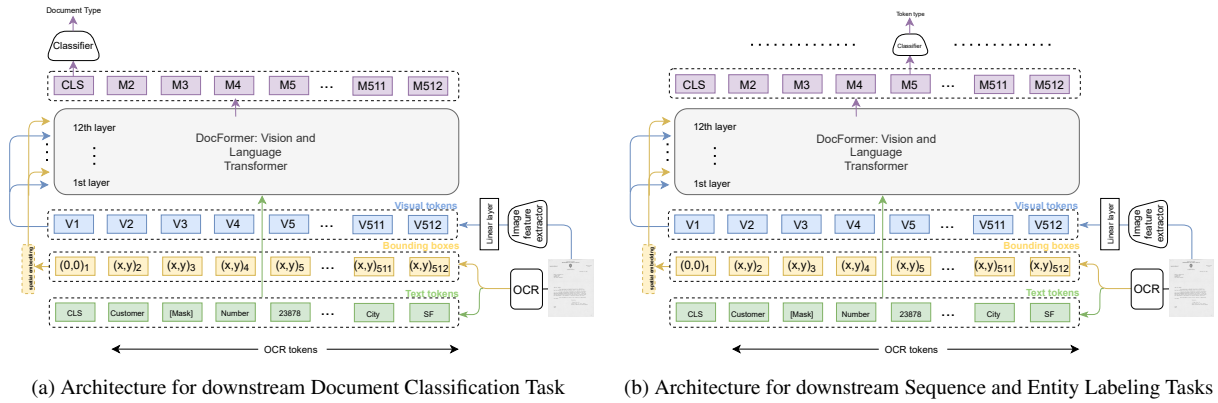 Document Type
Classifier
CLS M2 M3 M4 M5 ... M511 M512
12th layer
DocFormer: Vision and
Language
Transformer
1st layer
Visual tokens
V1 V2 V3 V4 V5 ... V511 V512
Linear layer
Image feature extractor
Bounding boxes
spatial embedding
(0,0)1 (x,y)2 (x,y)3 (x,y)4 (x,y)5 ... (x,y)511 (x,y)512
OCR
Text tokens
CLS Customer [Mask] Number 23878 ... City SF
OCR tokens
(a) Architecture for downstream Document Classification Task
Token type
Classifier
CLS M2 M3 M4 M5 ... M511 M512
12th layer
DocFormer: Vision and
Language
Transformer
1st layer
Visual tokens
V1 V2 V3 V4 V5 ... V511 V512
Linear layer
Image feature extractor
Bounding boxes
spatial embedding
(0,0)1 (x,y)2 (x,y)3 (x,y)4 (x,y)5 ... (x,y)511 (x,y)512
OCR
Text tokens
CLS Customer [Mask] Number 23878 ... City SF
OCR tokens
(b) Architecture for downstream Sequence and Entity Labeling Tasks